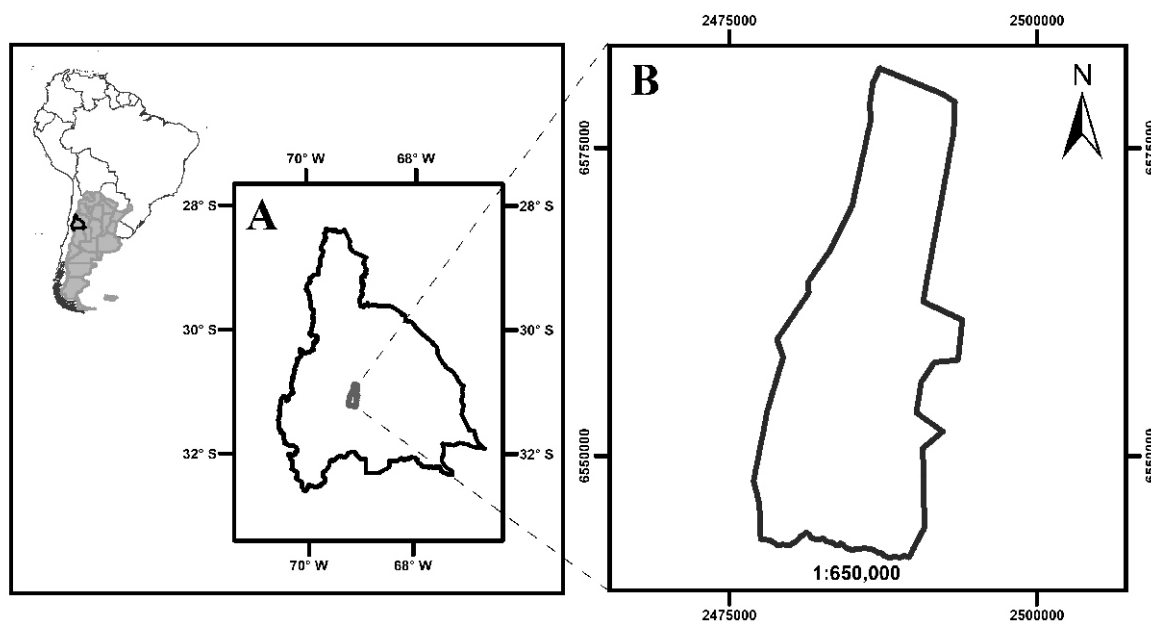 2475000 2500000
B
N
6575000 6575000
70° W 68° W
A
28° S 28° S
30° S 30° S
32° S 32° S
70° W 68° W
6550000 6550000
1:650,000
2475000 2500000